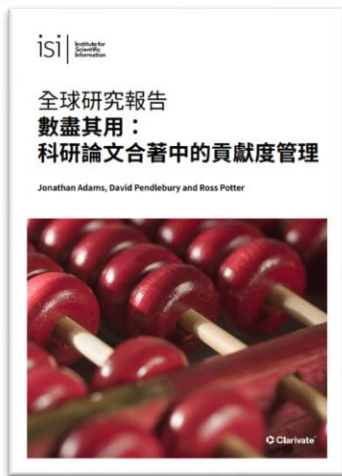 isi
Institute for
Scientific
Information
全球研究報告
數盡其用：
科研論文合著中的貢獻度管理
Jonathan Adams, David Pendlebury and Ross Potter
Clarivate™